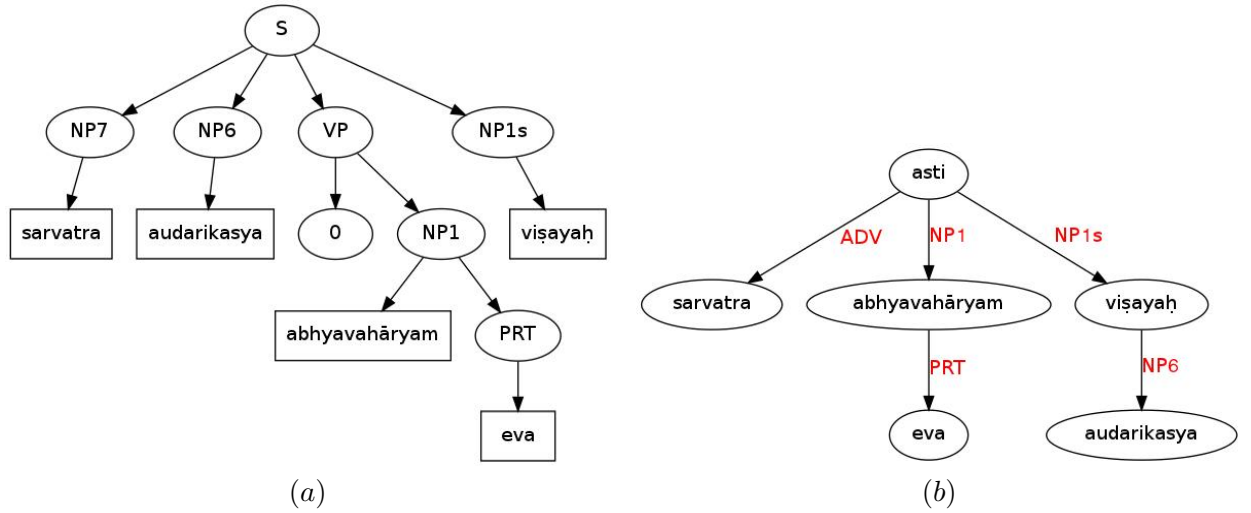 S
NP7 NP6 VP NP1s
sarvatra audarikasya 0 NP1 viṣayaḥ
abhyavahāryam PRT
eva
(a)
asti
ADV NP1 NP1s
sarvatra abhyavahāryam viṣayaḥ
PRT NP6
eva audarikasya
(b)